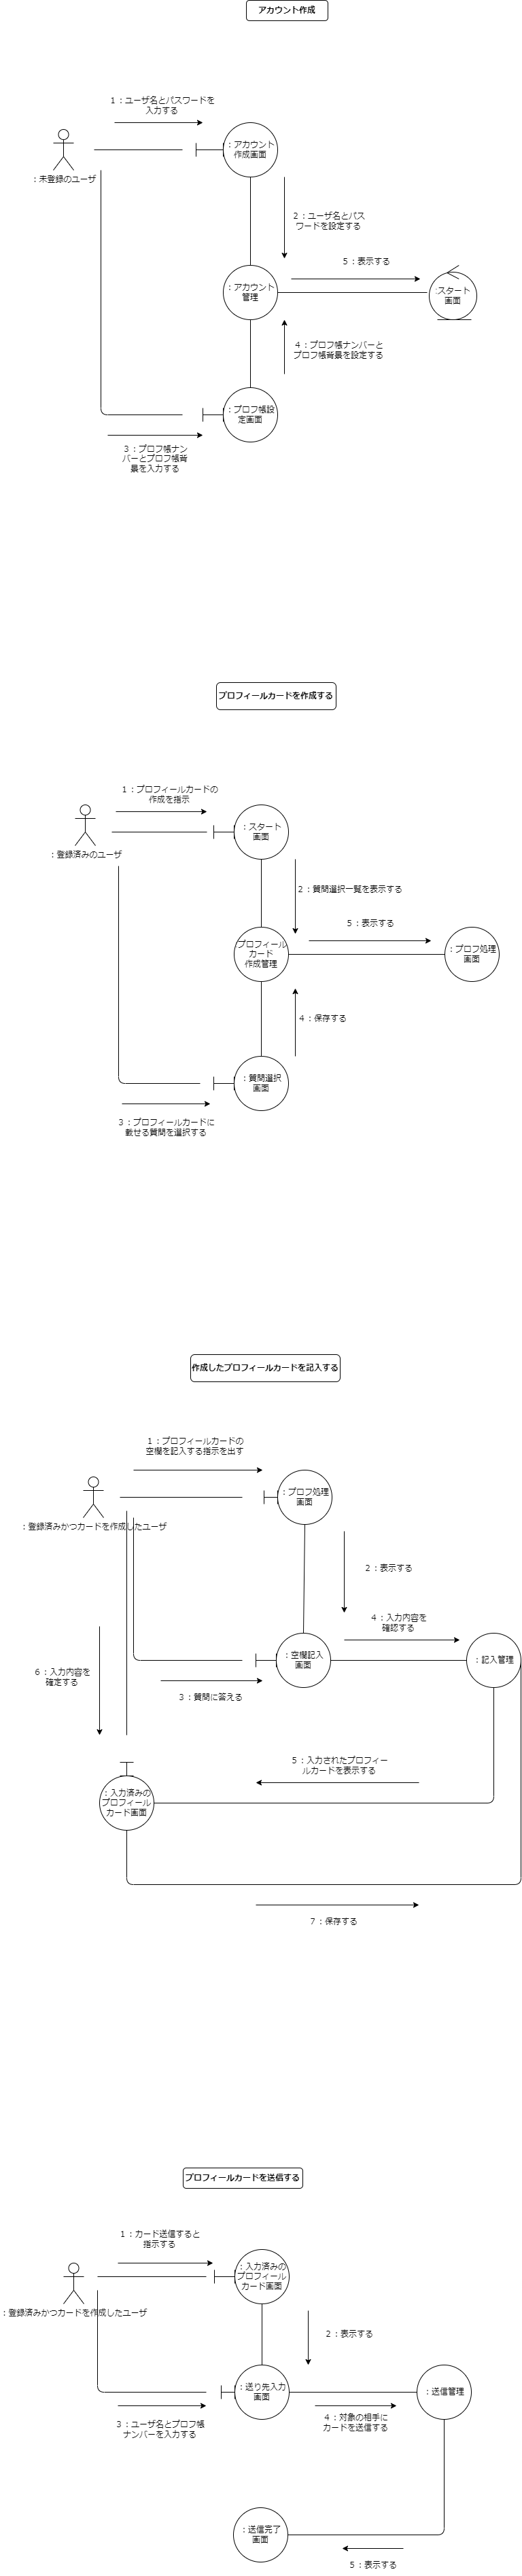 アカウント作成
1：ユーザ名とパスワードを
入力する
：未登録のユーザ
：アカウント
作成画面
2：ユーザ名とパス
ワードを設定する
5：表示する
：アカウント
管理
:スタート
画面
4：プロフ帳ナンバーと
プロフ帳背景を設定する
：プロフ帳設
定画面
3：プロフ帳ナン
バーとプロフ帳背
景を入力する
プロフィールカードを作成する
1：プロフィールカードの
作成を指示
：登録済みのユーザ
：スタート
画面
2：質問選択一覧を表示する
5：表示する
プロフィール
カード
作成管理
：プロフ処理
画面
4：保存する
：質問選択
画面
3：プロフィールカードに
載せる質問を選択する
作成したプロフィールカードを記入する
1：プロフィールカードの
空欄を記入する指示を出す
：登録済みかつカードを作成したユーザ
：プロフ処理
画面
2：表示する
4：入力内容を
確認する
：空欄記入
画面
：記入管理
6：入力内容を
確定する
3：質問に答える
5：入力されたプロフィー
ルカードを表示する
：入力済みの
プロフィール
カード画面
7：保存する
プロフィールカードを送信する
1：カード送信すると
指示する
：登録済みかつカードを作成したユーザ
：入力済みの
プロフィール
カード画面
2：表示する
：送り先入力
画面
：送信管理
3：ユーザ名とプロフ帳
ナンバーを入力する
4：対象の相手に
カードを送信する
：送信完了
画面
5：表示する